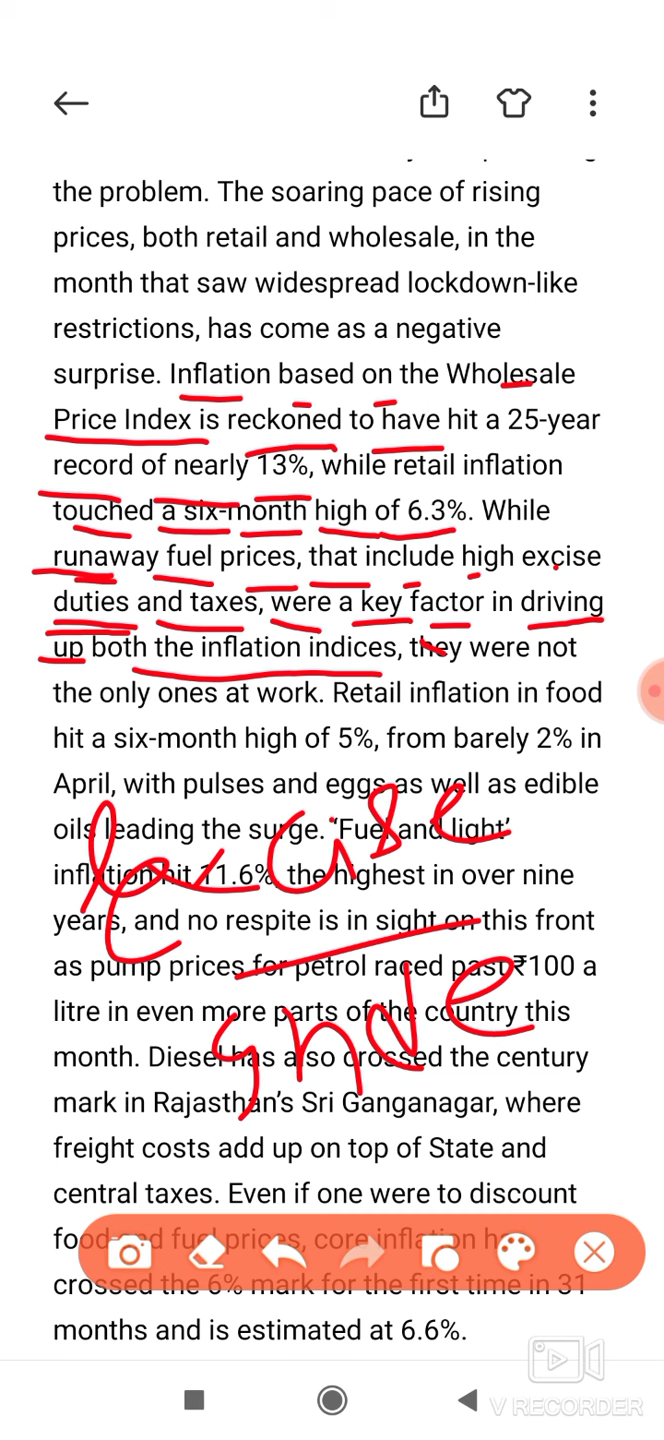 the problem. The soaring pace of rising
prices, both retail and wholesale, in the
month that saw widespread lockdown-like
restrictions, has come as a negative
surprise. Inflation based on the Wholesale
Price Index is reckoned to have hit a 25-year
record of nearly 13%, while retail inflation
touched a six-month high of 6.3%. While
runaway fuel prices, that include high excise
duties and taxes, were a key factor in driving
up both the inflation indices, they were not
the only ones at work. Retail inflation in food
hit a six-month high of 5%, from barely 2% in
April, with pulses and eggs as well as edible
oils leading the surge. ‘Fuel and light’
Excise
inflation hit 11.6%, the highest in over nine
years, and no respite is in sight on this front
as pump prices for petrol raced past ₹100 a
litre in even more parts of the country this
month. Diesel has also crossed the century
mark in Rajasthan’s Sri Ganganagar, where
freight costs add up on top of State and
central taxes. Even if one were to discount
food and fuel prices, core inflation h
crossed the 6% mark for the first time in 31
months and is estimated at 6.6%.
V RECORDER